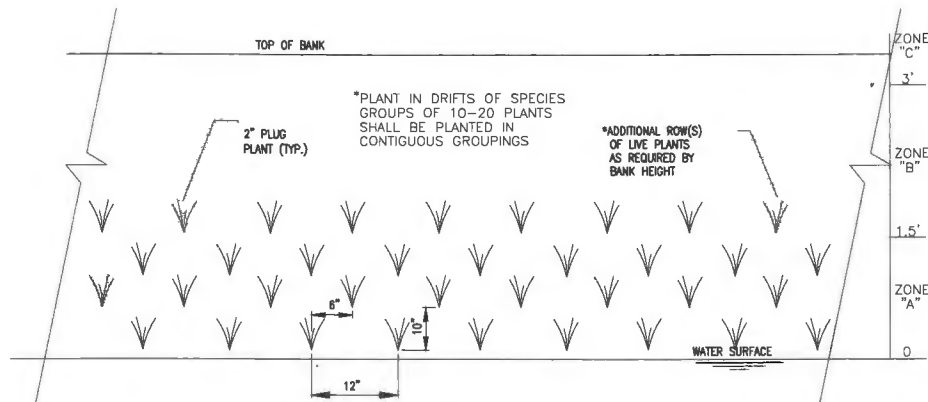 TOP OF BANK
ZONE
"C"
3'
*PLANT IN DRIFTS OF SPECIES
GROUPS OF 10-20 PLANTS
SHALL BE PLANTED IN
CONTIGUOUS GROUPINGS
2" PLUG
PLANT (TYP.)
*ADDITIONAL ROW(S)
OF LIVE PLANTS
AS REQUIRED BY
BANK HEIGHT
ZONE
"B"
1.5'
ZONE
"A"
6"
10"
WATER SURFACE
0
12"